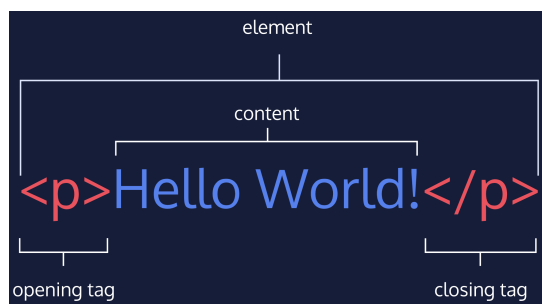 element
content
<p>Hello World!</p>
opening tag
closing tag